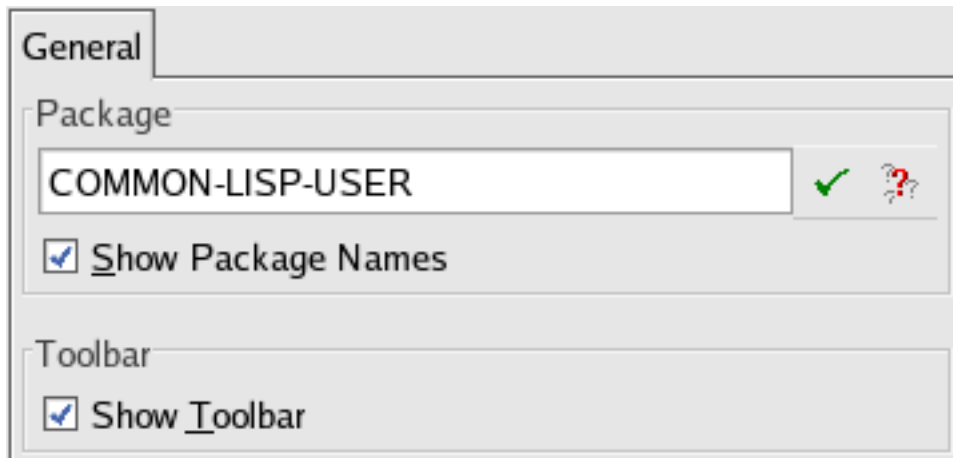 General
Package
COMMON-LISP-USER
Show Package Names
Toolbar
Show Toolbar